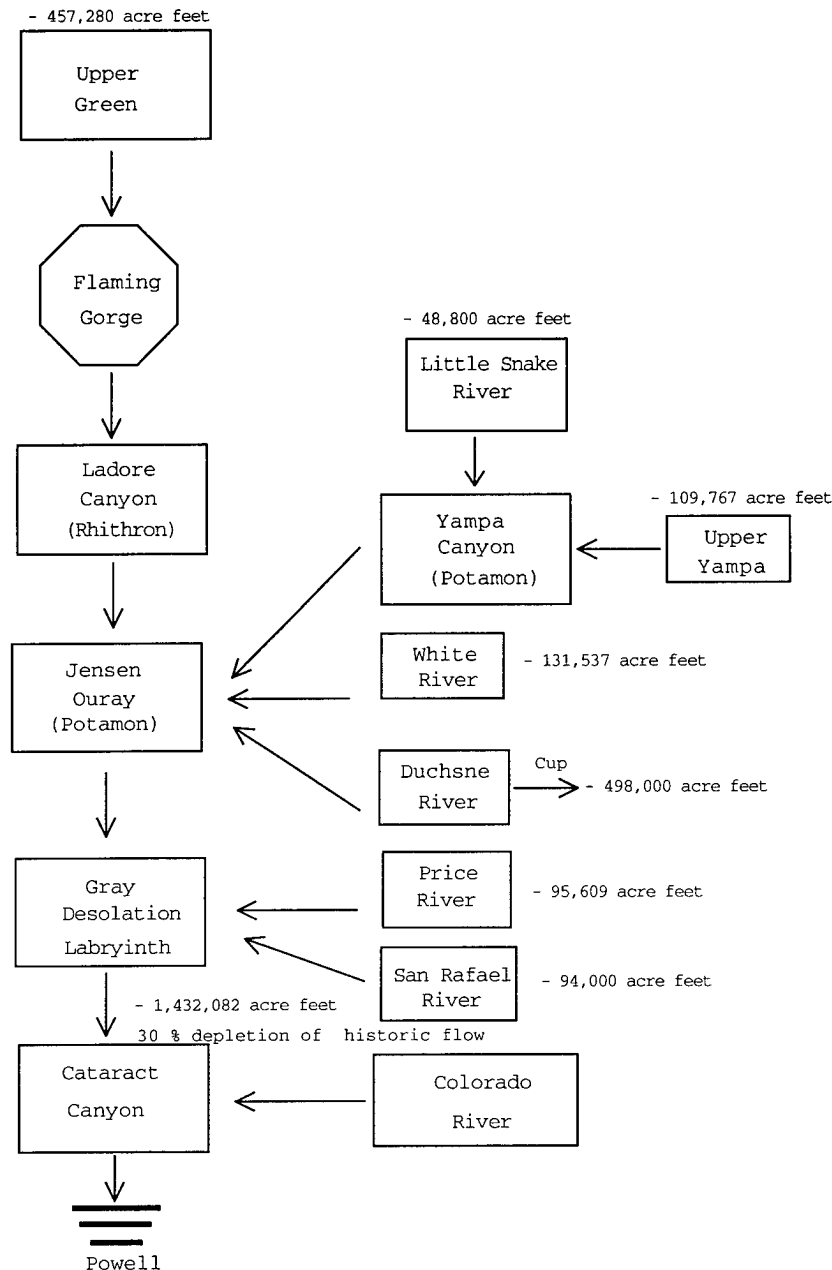 - 457,280 acre feet
Upper
Green
Flaming
Gorge
- 48,800 acre feet
Little Snake
River
Ladore
Canyon
(Rhithron)
Yampa
Canyon
(Potamon)
- 109,767 acre feet
Upper
Yampa
Jensen
Ouray
(Potamon)
White
River
- 131,537 acre feet
Duchsne
River
Cup
- 498,000 acre feet
Gray
Desolation
Labryinth
Price
River
- 95,609 acre feet
San Rafael
River
- 94,000 acre feet
- 1,432,082 acre feet
30 % depletion of historic flow
Cataract
Canyon
Colorado
River
Powell